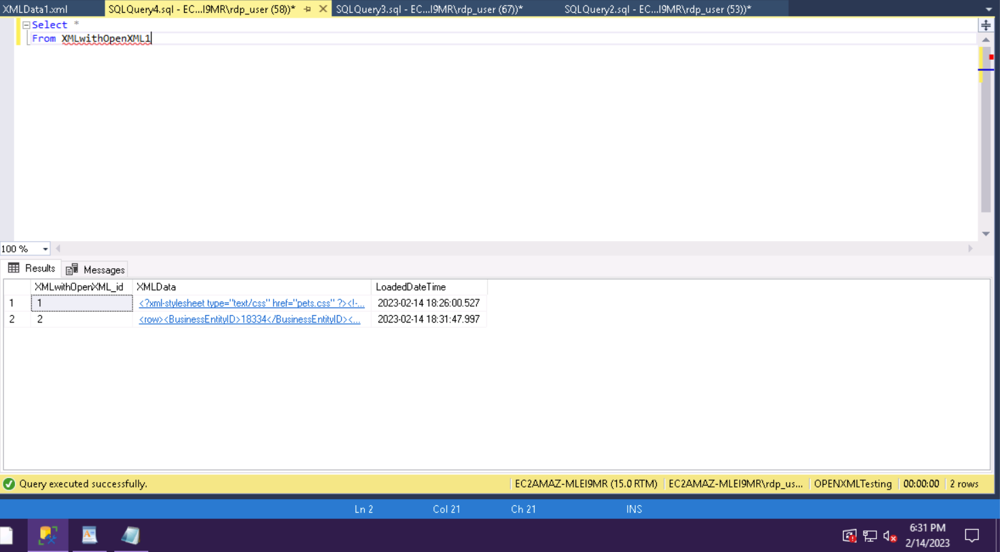 XMLData1.xml SQLQuery4.sql - EC...I9MR\rdp_user (58))* SQLQuery3.sql - EC...I9MR\rdp_user (67))* SQLQuery2.sql - EC...I9MR\rdp_user (53))*
Select *
From XMLwithOpenXML1
100 %
Results Messages
XMLwithOpenXML_id XMLData LoadedDateTime
1 1 <?xml-stylesheet type="text/css" href="pets.css" ?><!-... 2023-02-14 18:26:00.527
2 2 <row><BusinessEntityID>18334</BusinessEntityID><... 2023-02-14 18:31:47.997
Query executed successfully. EC2AMAZ-MLEI9MR (15.0 RTM) EC2AMAZ-MLEI9MR\rdp_us... OPENXMLTesting 00:00:00 2 rows
Ln 2 Col 21 Ch 21 INS
6:31 PM
2/14/2023